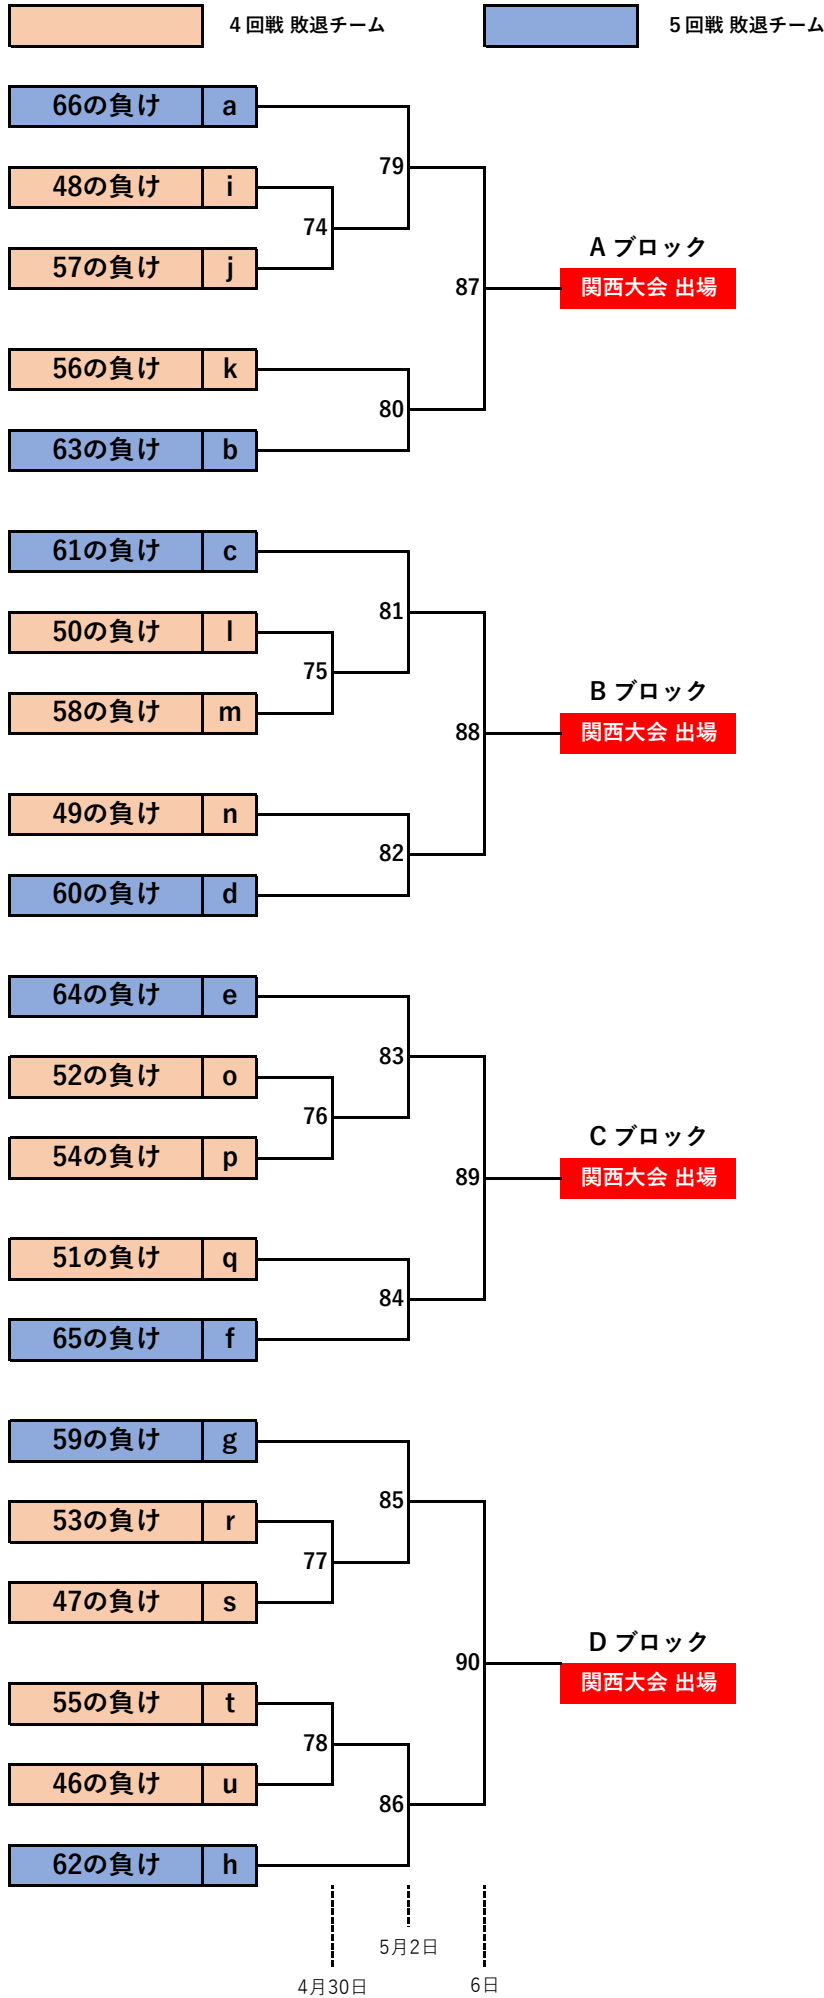 ４回戦 敗退チーム
５回戦 敗退チーム
66の負け a
79
48の負け i
74
57の負け j
A ブロック
87
関西大会 出場
56の負け k
80
63の負け b
61の負け c
81
50の負け l
75
58の負け m
B ブロック
88
関西大会 出場
49の負け n
82
60の負け d
64の負け e
83
52の負け o
76
54の負け p
C ブロック
89
関西大会 出場
51の負け q
84
65の負け f
59の負け g
85
53の負け r
77
47の負け s
D ブロック
90
関西大会 出場
55の負け t
78
46の負け u
86
62の負け h
5月2日
4月30日
6日